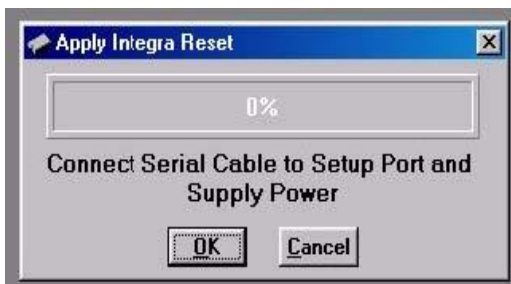 Apply Integra Reset
0%
Connect Serial Cable to Setup Port and
Supply Power
OK
Cancel